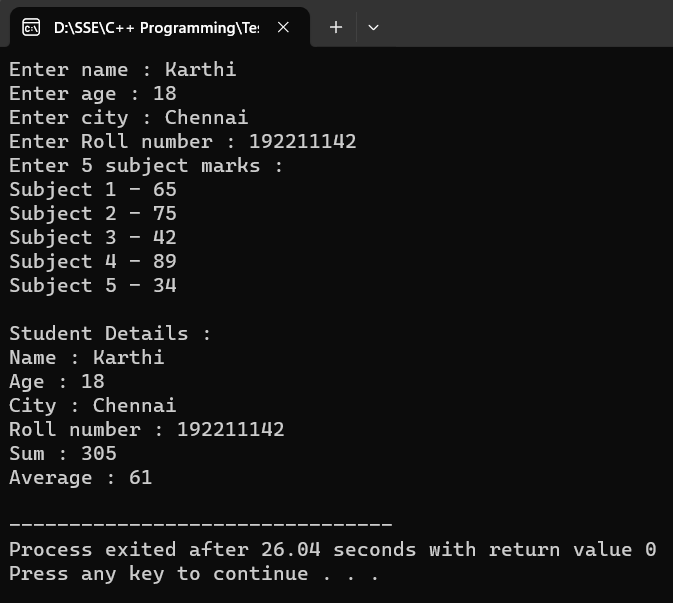 D:\SSE\C++ Programming\Te
Enter name : Karthi
Enter age : 18
Enter city : Chennai
Enter Roll number : 192211142
Enter 5 subject marks :
Subject 1 - 65
Subject 2 - 75
Subject 3 - 42
Subject 4 - 89
Subject 5 - 34

Student Details :
Name : Karthi
Age : 18
City : Chennai
Roll number : 192211142
Sum : 305
Average : 61

--------------------------------
Process exited after 26.04 seconds with return value 0
Press any key to continue . . .